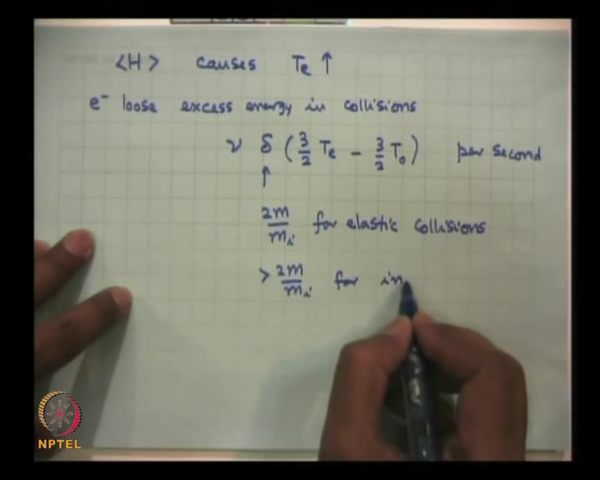 <H> causes Te ↑
e⁻ loose excess energy in collisions
ν δ (3/2 Te - 3/2 To) per second
↑
2m/mi for elastic collisions
> 2m/mi for in
NPTEL